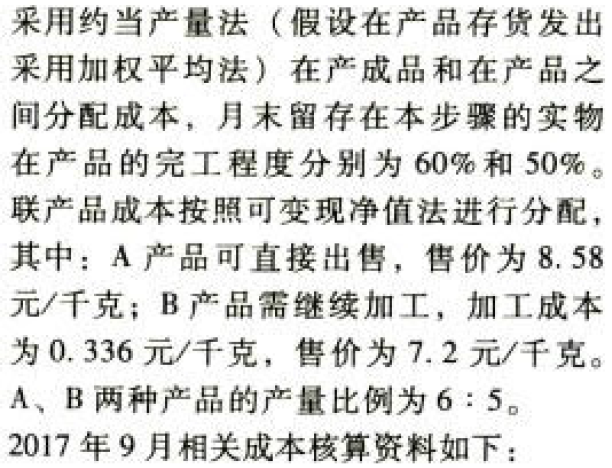 采用约当产量法（假设在产品存货发出
采用加权平均法）在产成品和在产品之
间分配成本，月末留存在本步骤的实物
在产品的完工程度分别为 60% 和 50%。
联产品成本按照可变现净值法进行分配，
其中：A 产品可直接出售，售价为 8.58
元/千克；B 产品需继续加工，加工成本
为 0.336 元/千克，售价为 7.2 元/千克。
A、B 两种产品的产量比例为 6：5。
2017 年 9 月相关成本核算资料如下：